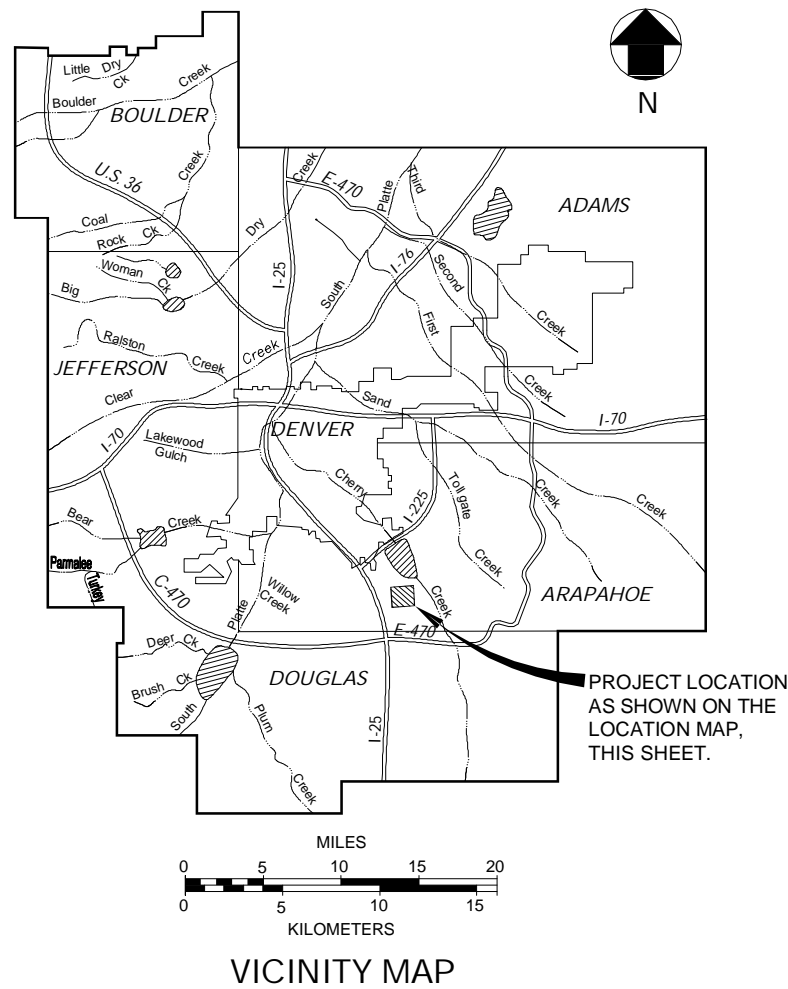 N
Little Dry
Ck
Creek
Boulder
BOULDER
Creek
U.S. 36
Creek
E-470
Platte
Third
ADAMS
Coal
Dry
Rock Ck
Woman Ck
I-25
South
I-76
Second
Big
First
Creek
Ralston
Creek
Creek
JEFFERSON
Clear
Creek
Sand
I-70
DENVER
I-70
Lakewood
Gulch
Cherry
I-225
Toll gate
Creek
Creek
Bear
Creek
Parmalee
Turkey
C-470
Willow
Creek
Platte
Creek
Creek
ARAPAHOE
E-470
Deer Ck
Brush Ck
South
DOUGLAS
Plum
Creek
I-25
PROJECT LOCATION
AS SHOWN ON THE
LOCATION MAP,
THIS SHEET.
MILES
0 5 10 15 20
0 5 10 15
KILOMETERS
VICINITY MAP